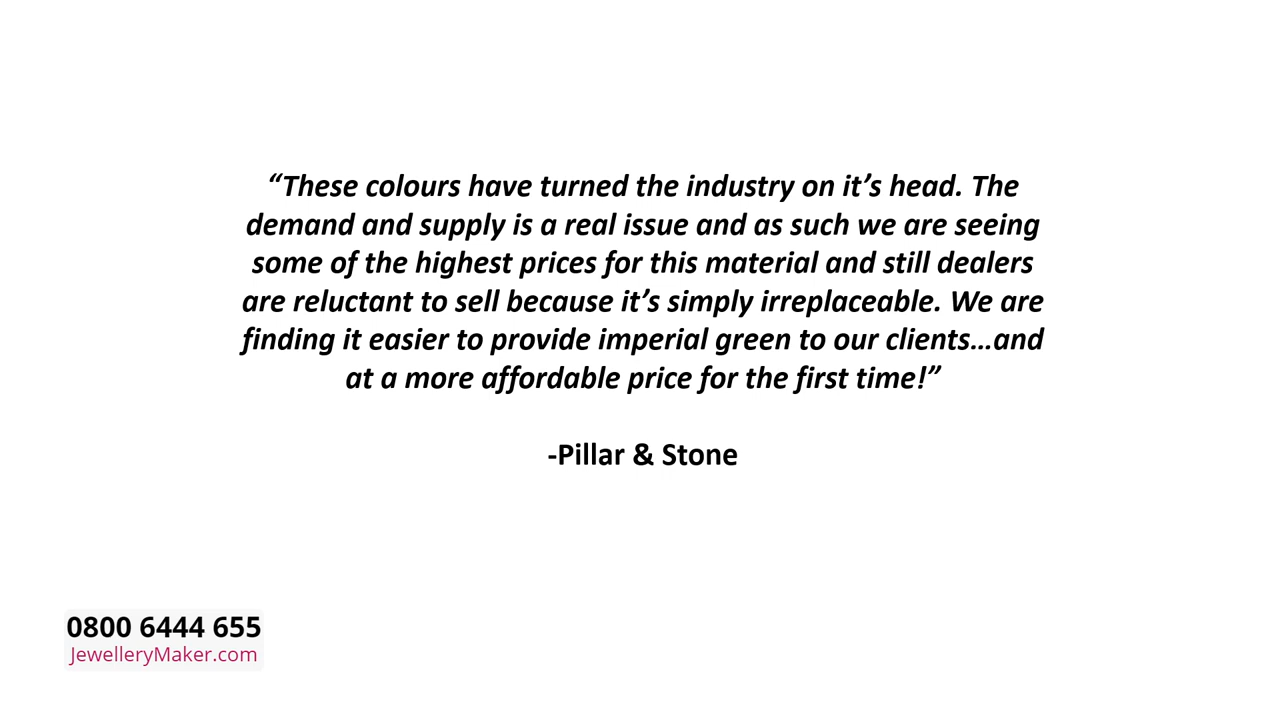 “These colours have turned the industry on it’s head. The
demand and supply is a real issue and as such we are seeing
some of the highest prices for this material and still dealers
are reluctant to sell because it’s simply irreplaceable. We are
finding it easier to provide imperial green to our clients…and
at a more affordable price for the first time!”
-Pillar & Stone
0800 6444 655
JewelleryMaker.com